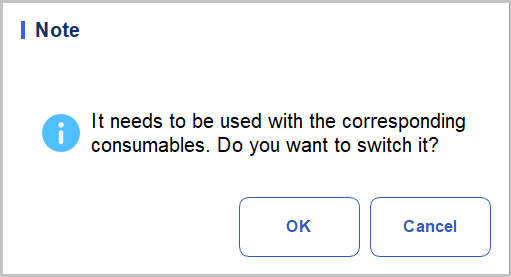 Note
It needs to be used with the corresponding
consumables. Do you want to switch it?
OK
Cancel